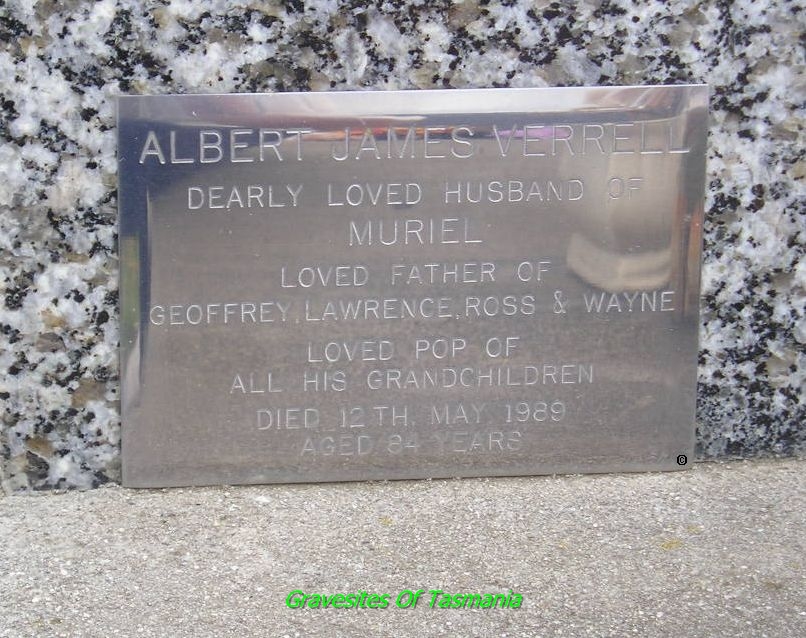 ALBERT JAMES VERRELL
DEARLY LOVED HUSBAND OF
MURIEL
LOVED FATHER OF
GEOFFREY, LAWRENCE, ROSS & WAYNE
LOVED POP OF
ALL HIS GRANDCHILDREN
DIED 12TH. MAY 1989
AGED 84 YEARS
©
Gravesites Of Tasmania